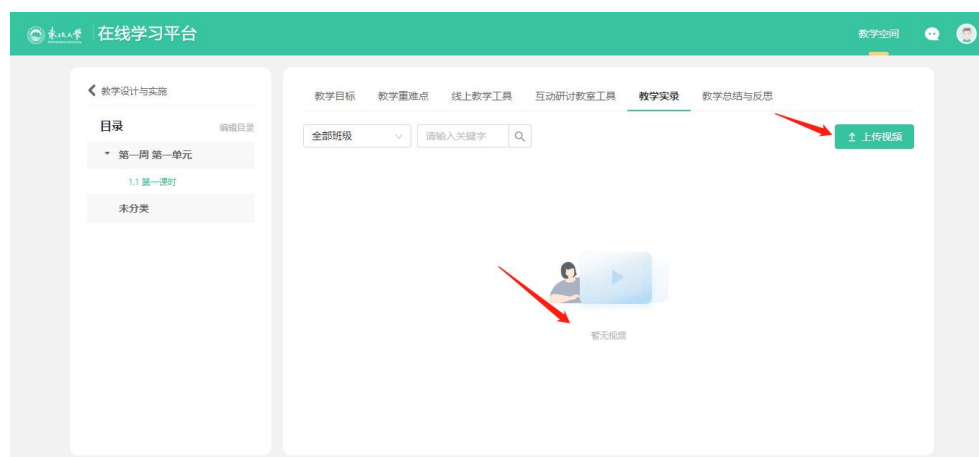 东北大学 在线学习平台
教学空间
教学设计与实施
目录 编辑目录
第一周 第一单元
1.1 第一课时
未分类
教学目标 教学重难点 线上教学工具 互动研讨教室工具 教学实录 教学总结与反思
全部班级 请输入关键字 上传视频
暂无视频